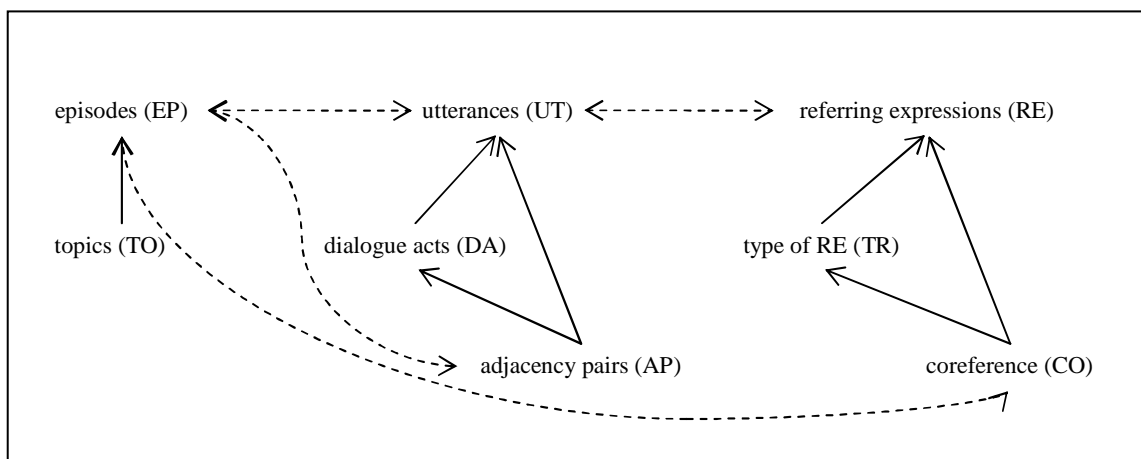 episodes (EP) utterances (UT) referring expressions (RE)
topics (TO) dialogue acts (DA) type of RE (TR)
adjacency pairs (AP) coreference (CO)